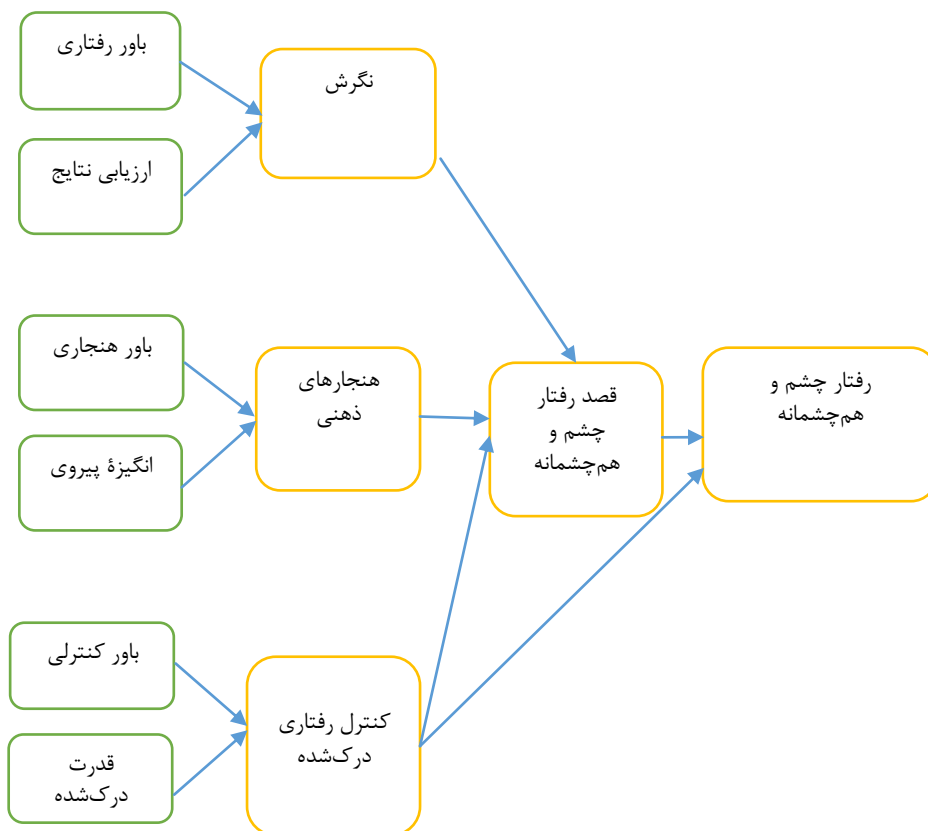 باور رفتاری
نگرش
ارزیابی نتایج
باور هنجاری
هنجارهای
ذهنی
انگیزۀ پیروی
قصد رفتار
چشم و
هم‌چشمانه
رفتار چشم و
هم‌چشمانه
باور کنترلی
کنترل رفتاری
درک‌شده
قدرت
درک‌شده